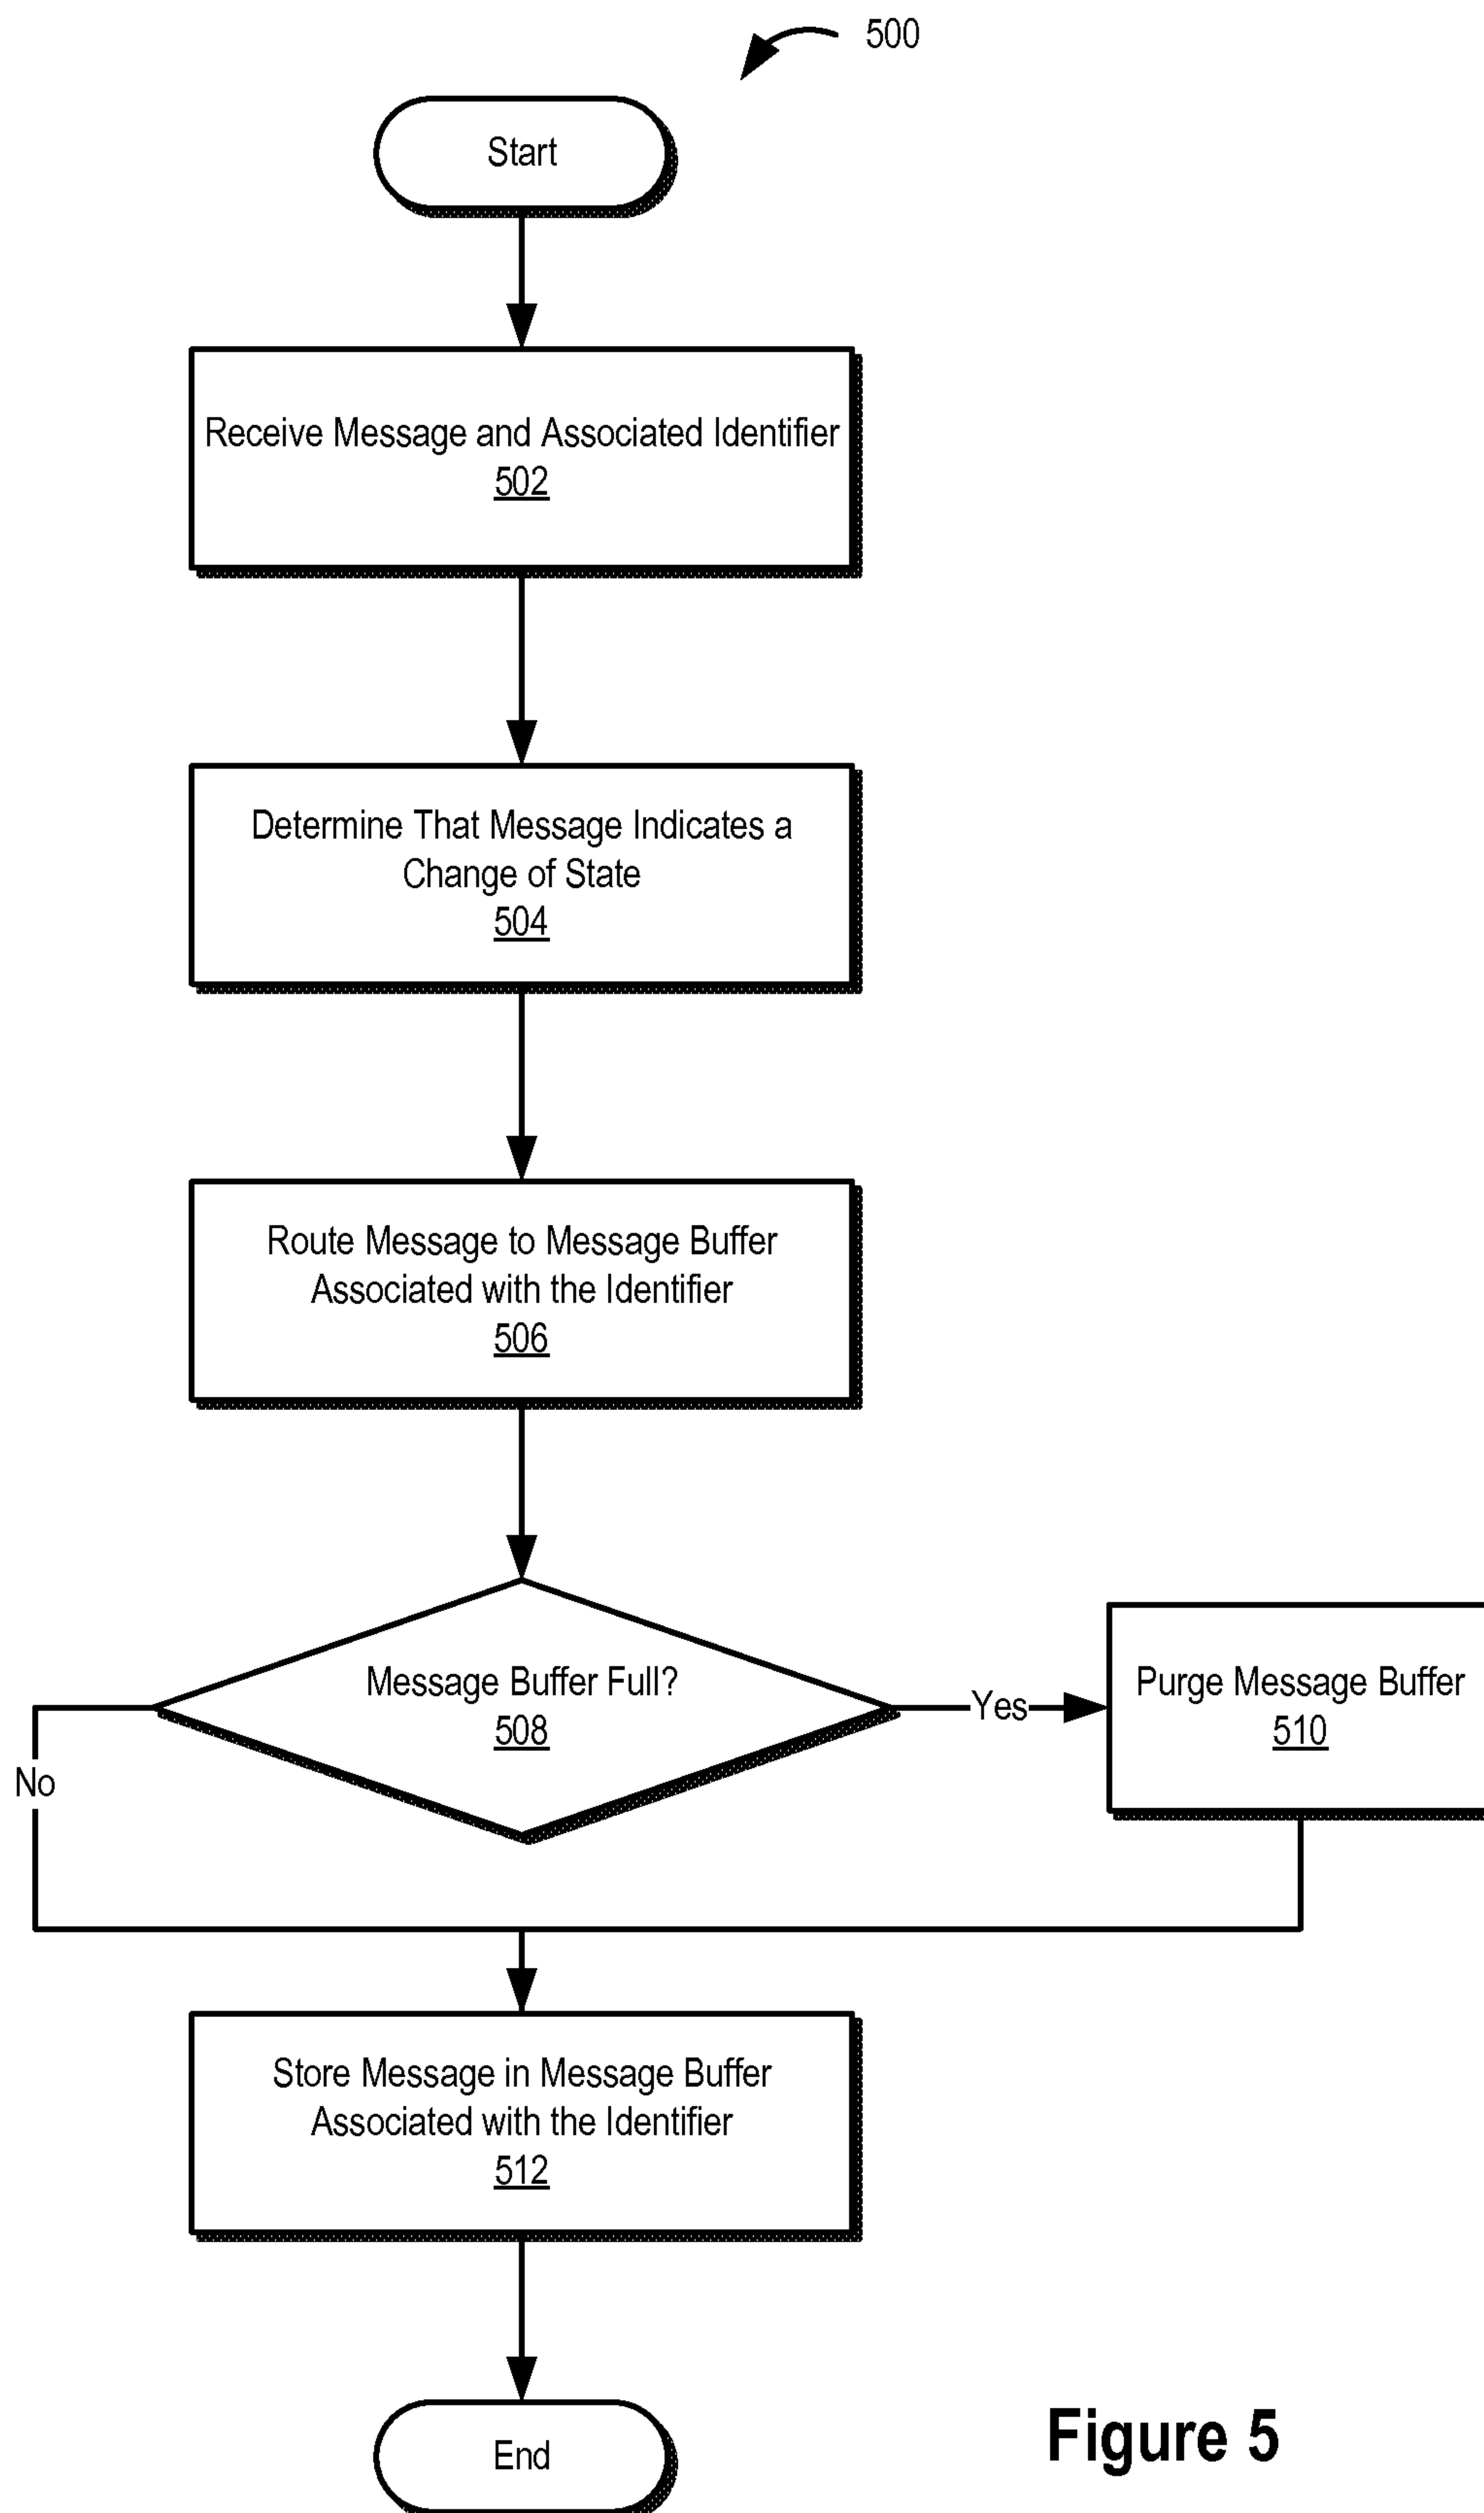 500
Start
Receive Message and Associated Identifier
502
Determine That Message Indicates a
Change of State
504
Route Message to Message Buffer
Associated with the Identifier
506
Message Buffer Full?
508
Yes
Purge Message Buffer
510
No
Store Message in Message Buffer
Associated with the Identifier
512
End
Figure 5